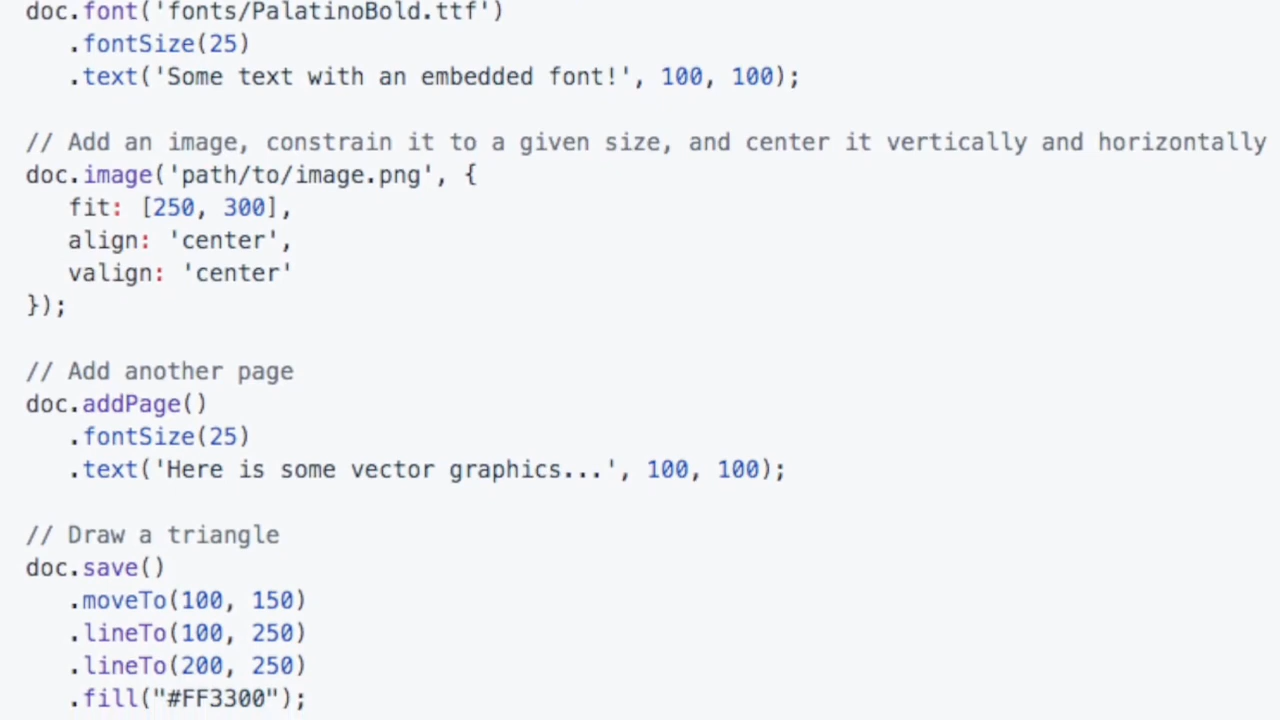 doc.font('fonts/PalatinoBold.ttf')
   .fontSize(25)
   .text('Some text with an embedded font!', 100, 100);

// Add an image, constrain it to a given size, and center it vertically and horizontally
doc.image('path/to/image.png', {
   fit: [250, 300],
   align: 'center',
   valign: 'center'
});

// Add another page
doc.addPage()
   .fontSize(25)
   .text('Here is some vector graphics...', 100, 100);

// Draw a triangle
doc.save()
   .moveTo(100, 150)
   .lineTo(100, 250)
   .lineTo(200, 250)
   .fill("#FF3300");